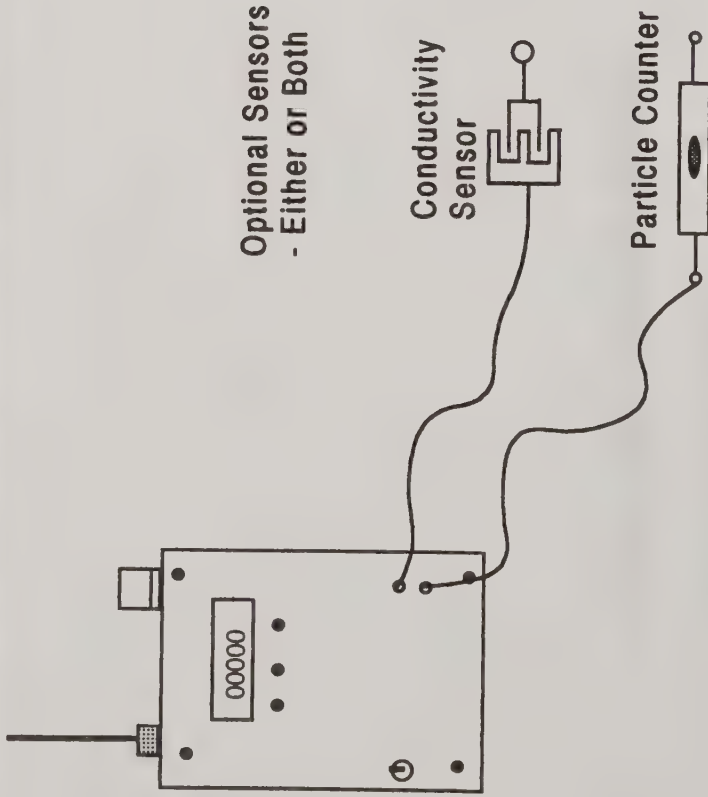 Optional Sensors
- Either or Both
Conductivity
Sensor
Particle Counter
00000